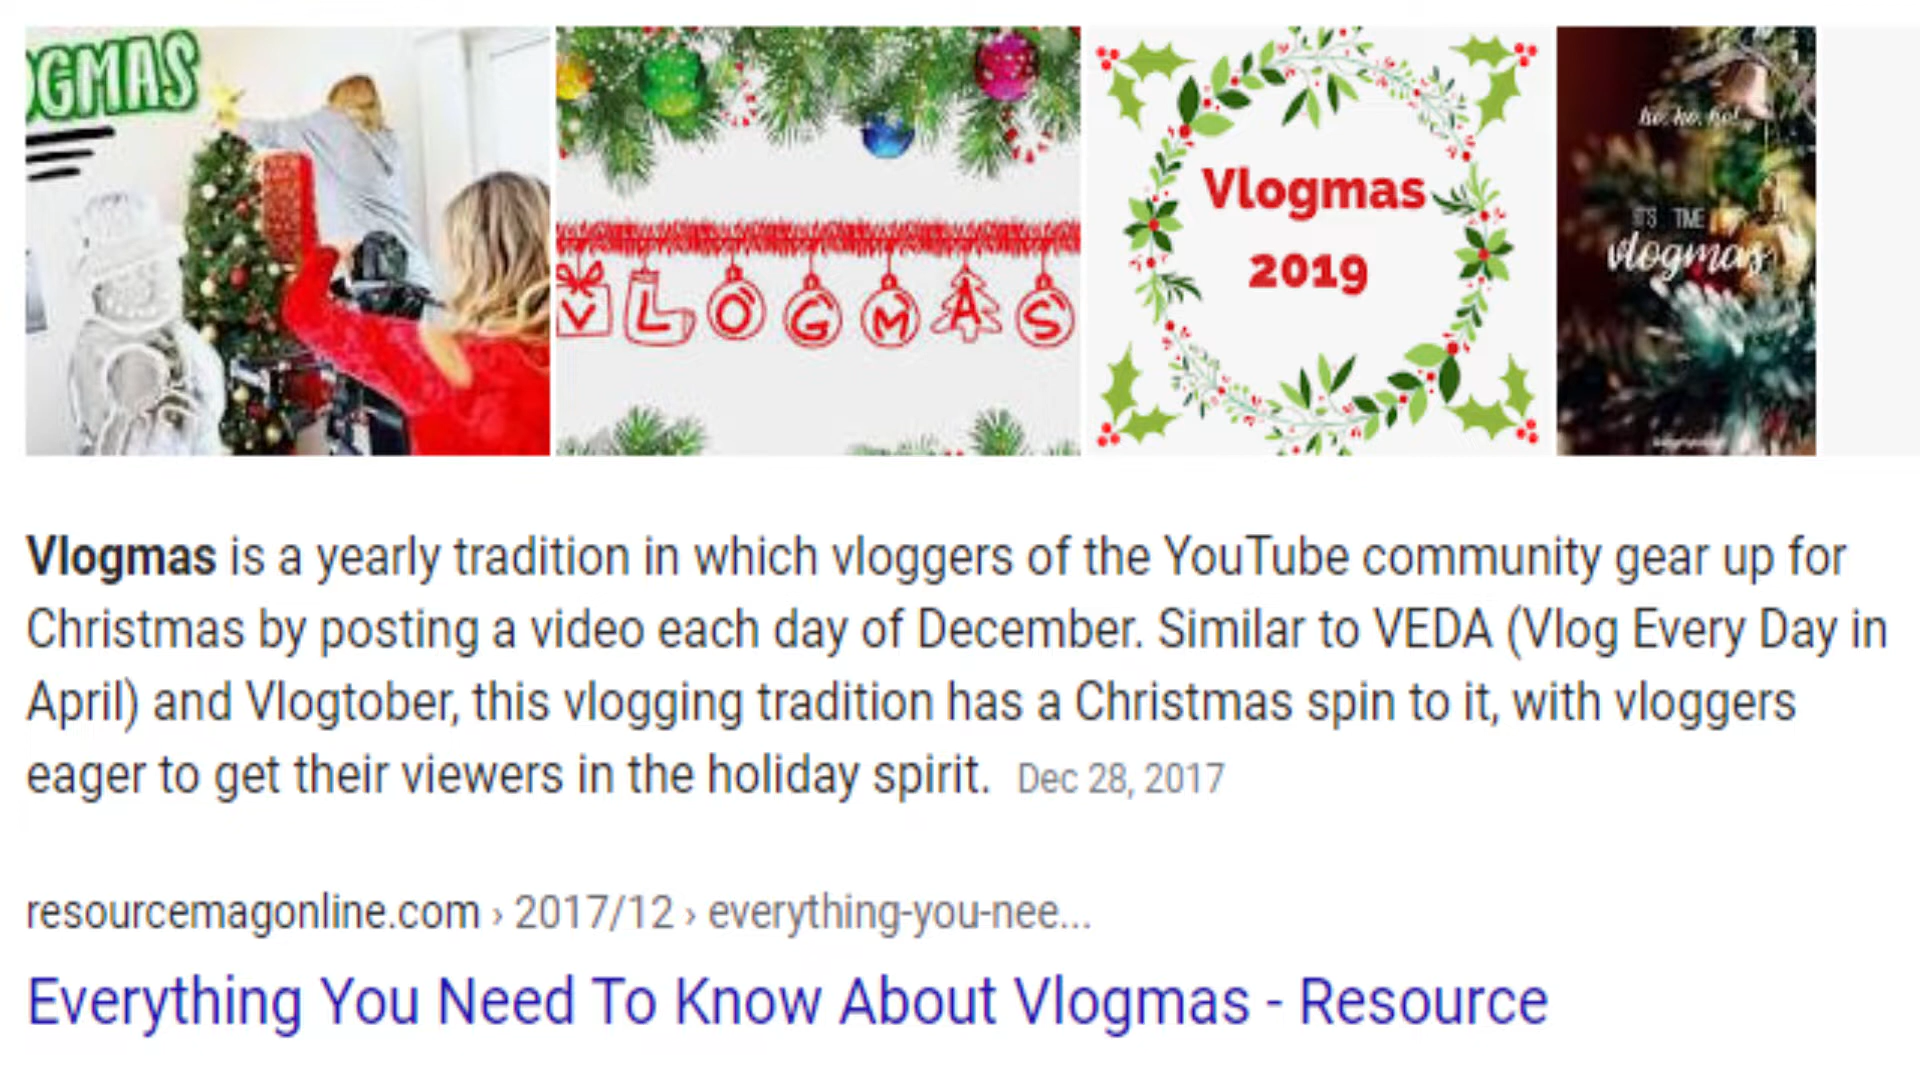 OGMAS
VLOGMAS
Vlogmas
2019
ho, ho, ho!
IT'S TIME
vlogmas
Vlogmas is a yearly tradition in which vloggers of the YouTube community gear up for
Christmas by posting a video each day of December. Similar to VEDA (Vlog Every Day in
April) and Vlogtober, this vlogging tradition has a Christmas spin to it, with vloggers
eager to get their viewers in the holiday spirit. Dec 28, 2017
resourcemagonline.com › 2017/12 › everything-you-nee...
Everything You Need To Know About Vlogmas - Resource